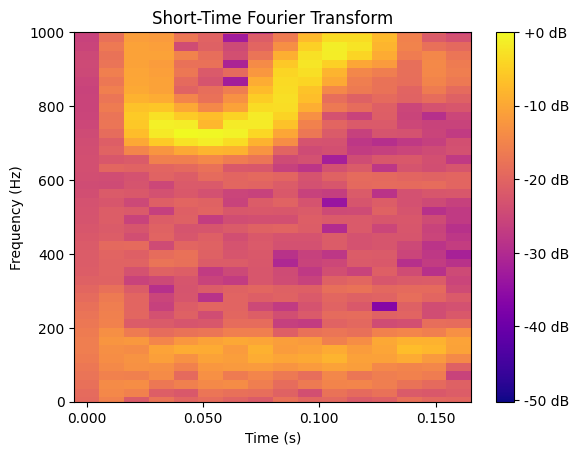 Short-Time Fourier Transform
1000
800
600
400
200
0
Frequency (Hz)
0.000
0.050
0.100
0.150
Time (s)
+0 dB
-10 dB
-20 dB
-30 dB
-40 dB
-50 dB